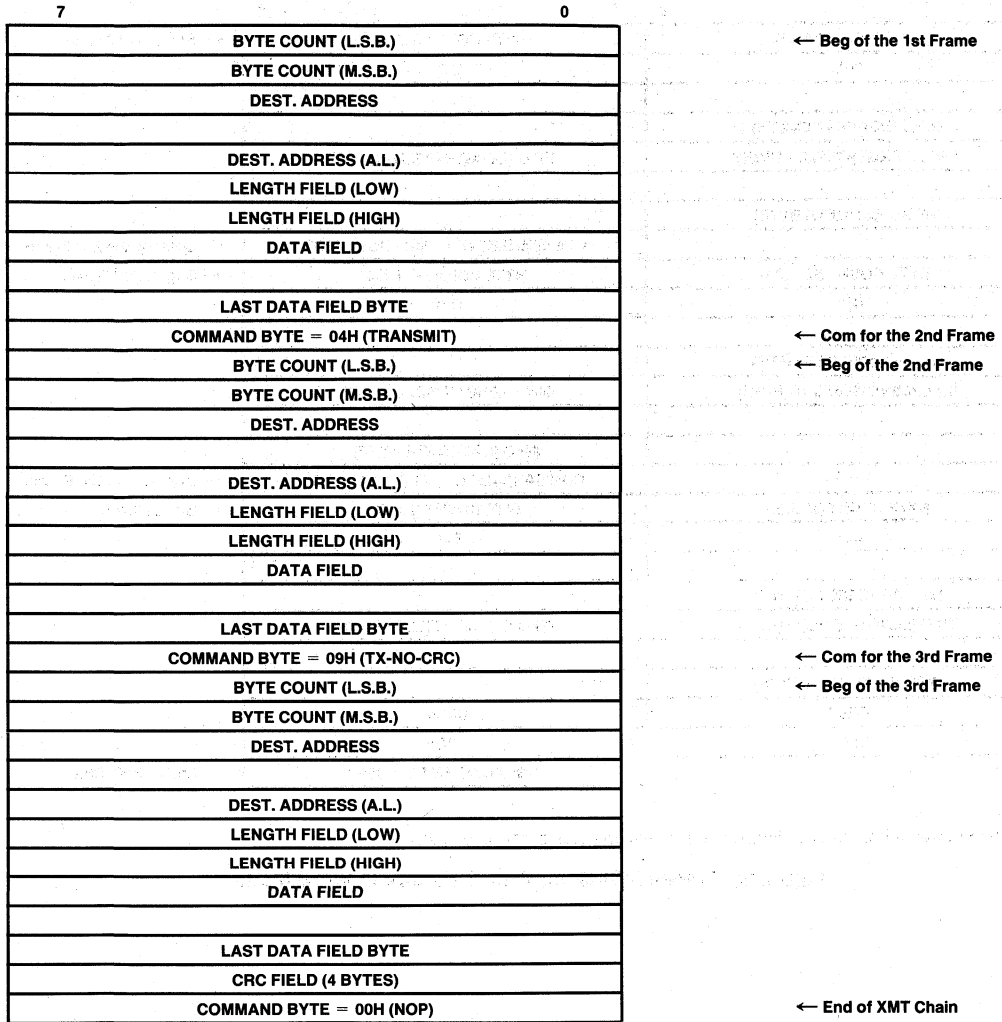 7 0
BYTE COUNT (L.S.B.) ← Beg of the 1st Frame
BYTE COUNT (M.S.B.)
DEST. ADDRESS
DEST. ADDRESS (A.L.)
LENGTH FIELD (LOW)
LENGTH FIELD (HIGH)
DATA FIELD
LAST DATA FIELD BYTE
COMMAND BYTE = 04H (TRANSMIT) ← Com for the 2nd Frame
BYTE COUNT (L.S.B.) ← Beg of the 2nd Frame
BYTE COUNT (M.S.B.)
DEST. ADDRESS
DEST. ADDRESS (A.L.)
LENGTH FIELD (LOW)
LENGTH FIELD (HIGH)
DATA FIELD
LAST DATA FIELD BYTE
COMMAND BYTE = 09H (TX-NO-CRC) ← Com for the 3rd Frame
BYTE COUNT (L.S.B.) ← Beg of the 3rd Frame
BYTE COUNT (M.S.B.)
DEST. ADDRESS
DEST. ADDRESS (A.L.)
LENGTH FIELD (LOW)
LENGTH FIELD (HIGH)
DATA FIELD
LAST DATA FIELD BYTE
CRC FIELD (4 BYTES)
COMMAND BYTE = 00H (NOP) ← End of XMT Chain